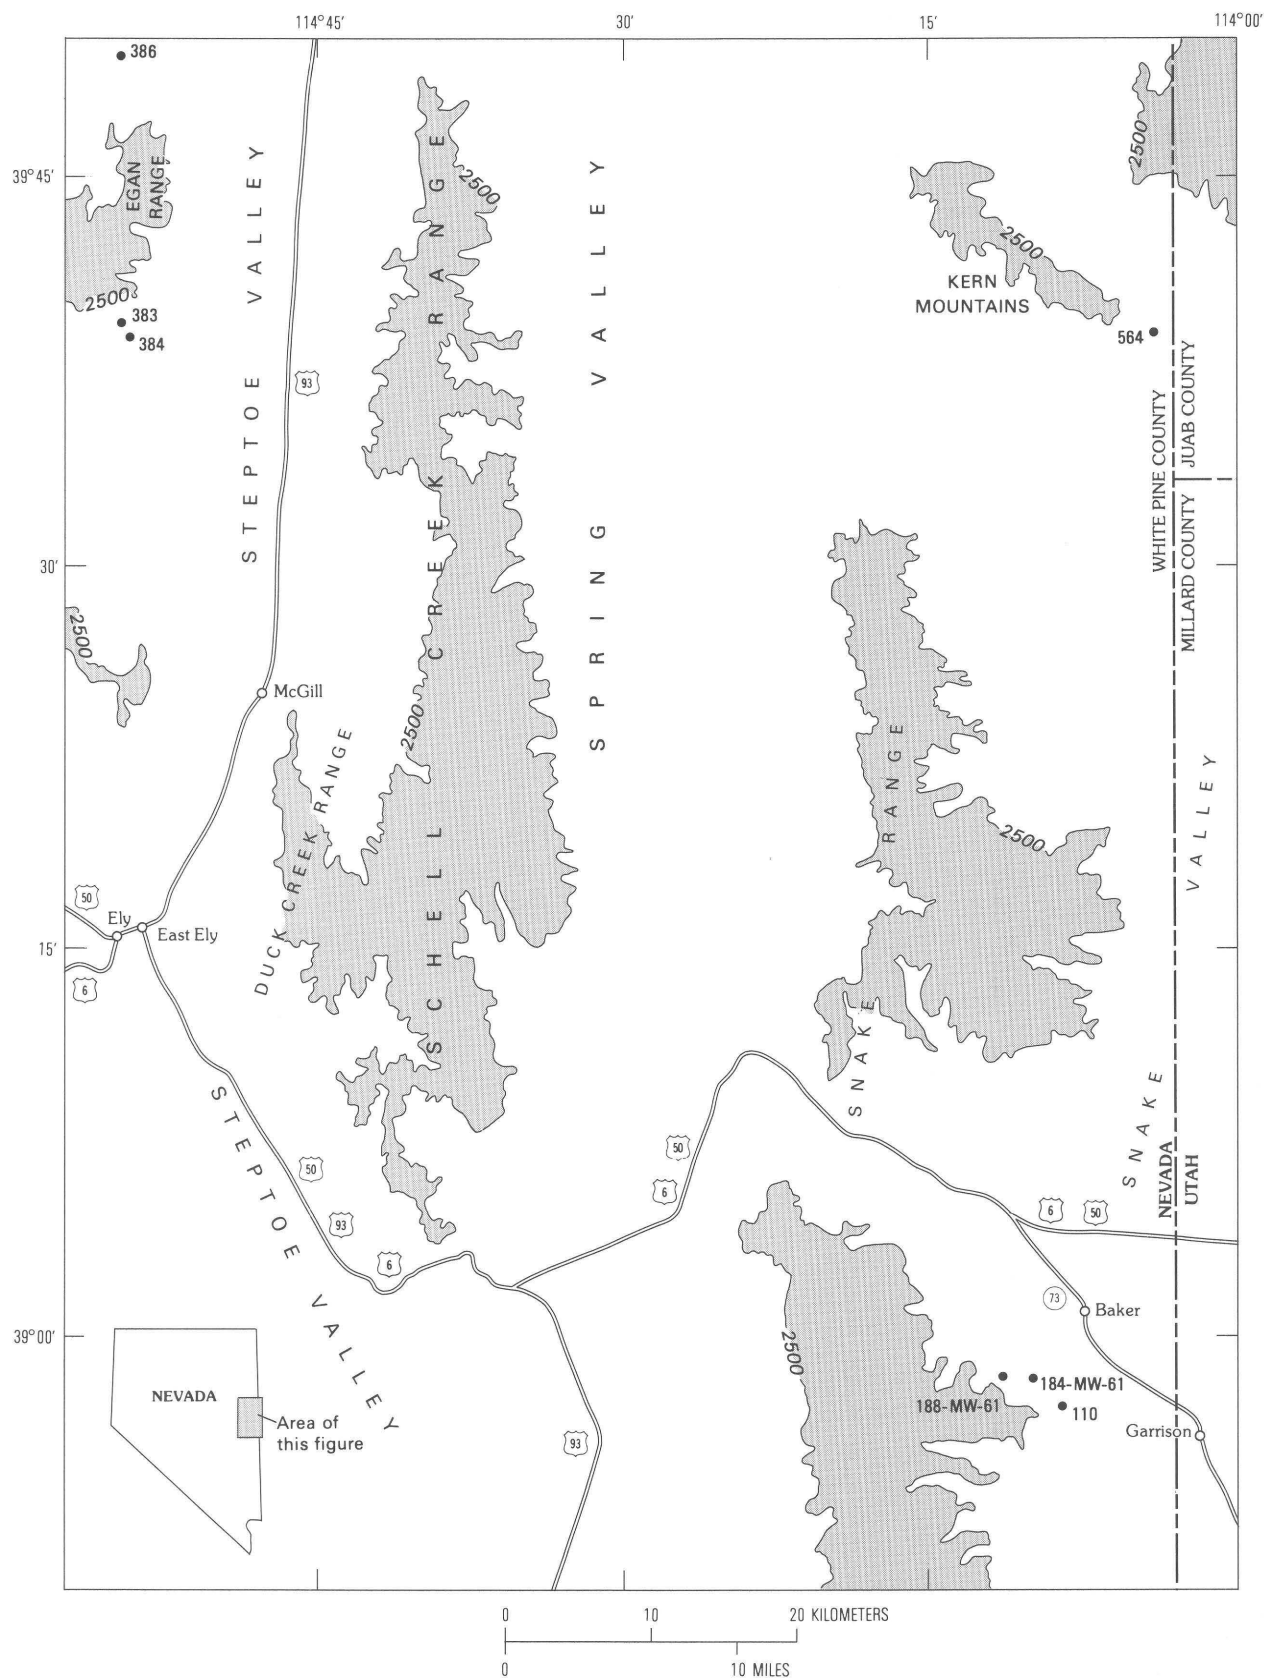 114°45'
30'
15'
114°00'
386
39°45'
30'
15'
39°00'
EGAN
RANGE
2500
383
384
STEPTOE VALLEY
93
SCHELL CREEK RANGE
2500
SPRING VALLEY
2500
KERN
MOUNTAINS
564
2500
WHITE PINE COUNTY
JUAB COUNTY
MILLARD COUNTY
2500
McGill
2500
DUCK CREEK RANGE
50
Ely
East Ely
6
SNAKE RANGE
2500
SNAKE VALLEY
STEPTOE VALLEY
50
93
6
50
6
NEVADA
UTAH
6
50
73
Baker
2500
188-MW-61
184-MW-61
110
Garrison
93
NEVADA
Area of
this figure
0 10 20 KILOMETERS
0 10 MILES